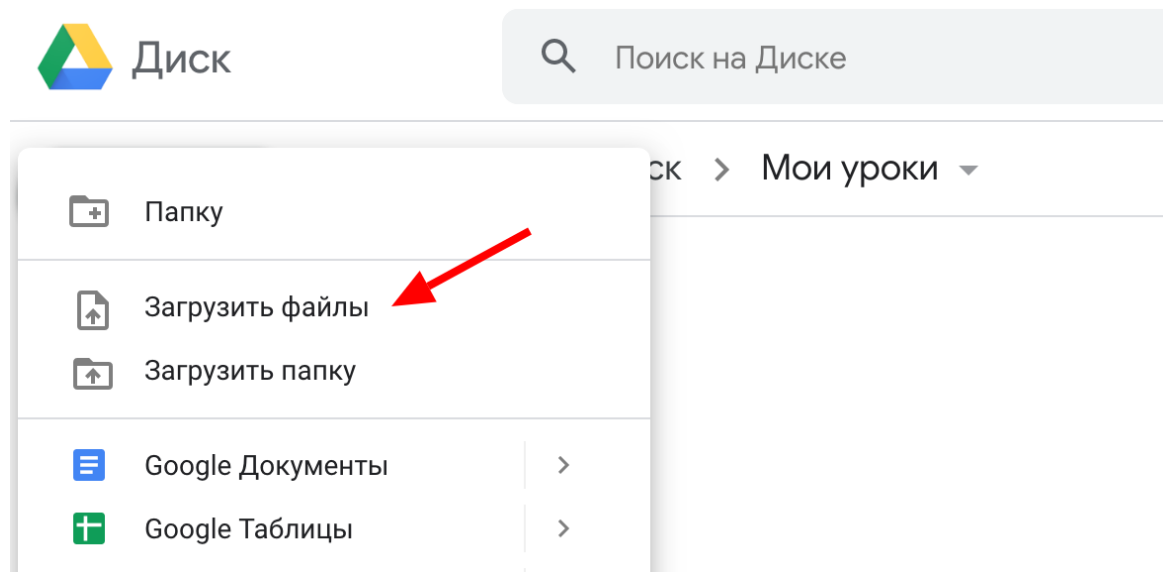 Диск
Поиск на Диске
ск > Мои уроки
Папку
Загрузить файлы
Загрузить папку
Google Документы
Google Таблицы